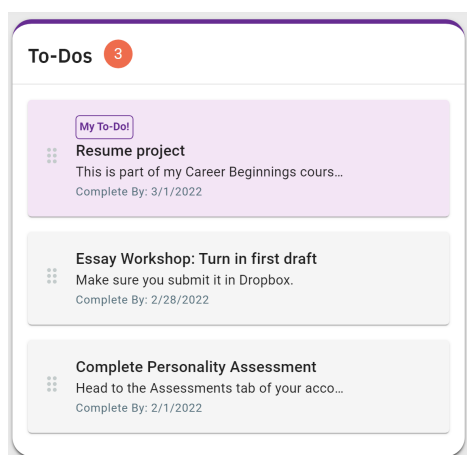 To-Dos 3
My To-Do!
Resume project
This is part of my Career Beginnings cours...
Complete By: 3/1/2022
Essay Workshop: Turn in first draft
Make sure you submit it in Dropbox.
Complete By: 2/28/2022
Complete Personality Assessment
Head to the Assessments tab of your acco...
Complete By: 2/1/2022